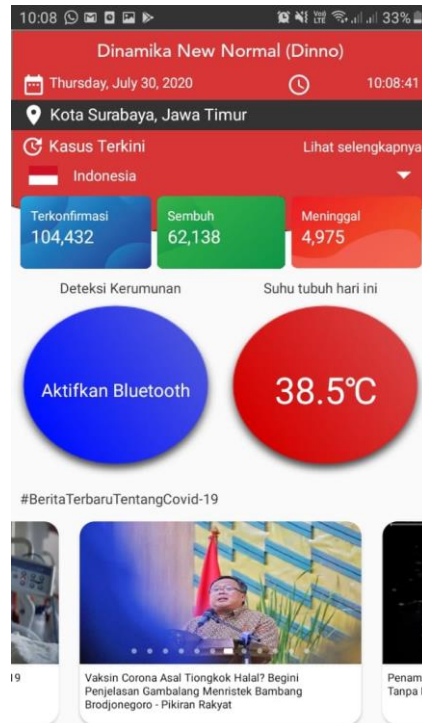 10:08
33%
Dinamika New Normal (Dinno)
Thursday, July 30, 2020
10:08:41
Kota Surabaya, Jawa Timur
Kasus Terkini
Lihat selengkapnya
Indonesia
Terkonfirmasi
104,432
Sembuh
62,138
Meninggal
4,975
Deteksi Kerumunan
Suhu tubuh hari ini
Aktifkan Bluetooth
38.5°C
#BeritaTerbaruTentangCovid-19
19
Vaksin Corona Asal Tiongkok Halal? Begini
Penjelasan Gambalang Menristek Bambang
Brodjonegoro - Pikiran Rakyat
Penam
Tanpa